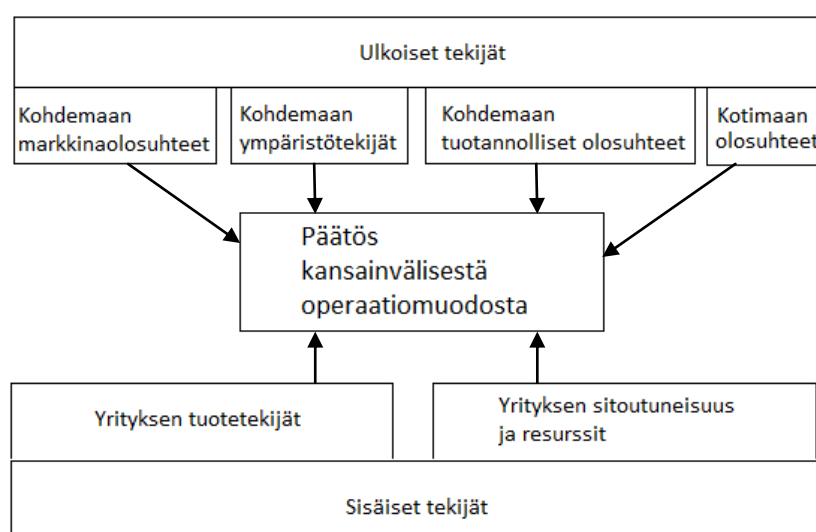 Ulkoiset tekijät
Kohdemaan
markkinaolosuhteet
Kohdemaan
ympäristötekijät
Kohdemaan
tuotannolliset olosuhteet
Kotimaan
olosuhteet
Päätös
kansainvälisestä
operaatiomuodosta
Yrityksen tuotetekijät
Yrityksen sitoutuneisuus
ja resurssit
Sisäiset tekijät